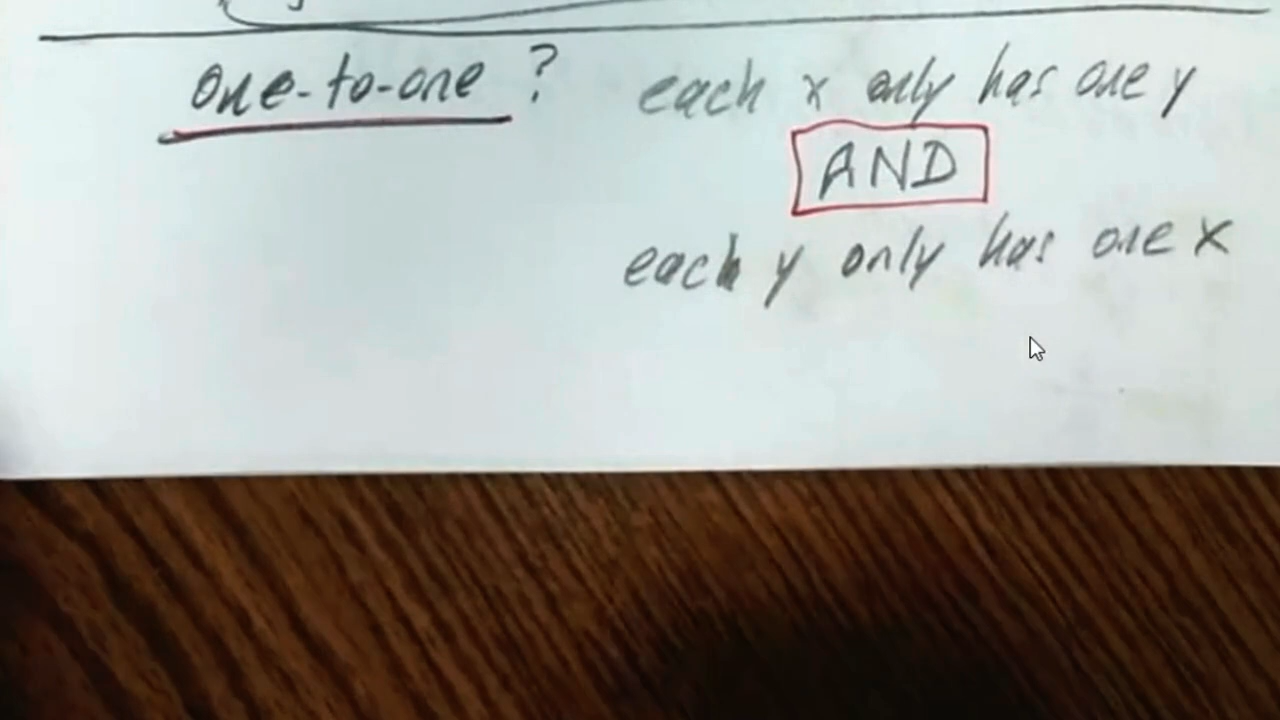 one-to-one ? each x only has one y
AND
each y only has one x